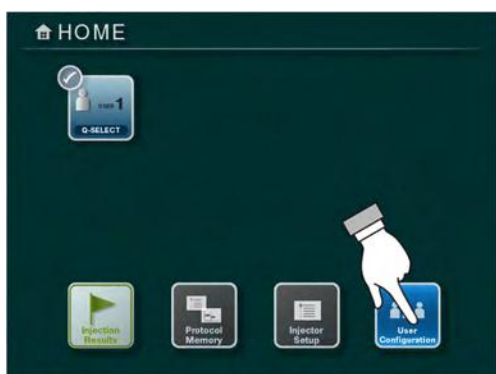 HOME
USER 1
Q-SELECT
Injection
Results
Protocol
Memory
Injector
Setup
User
Configuration